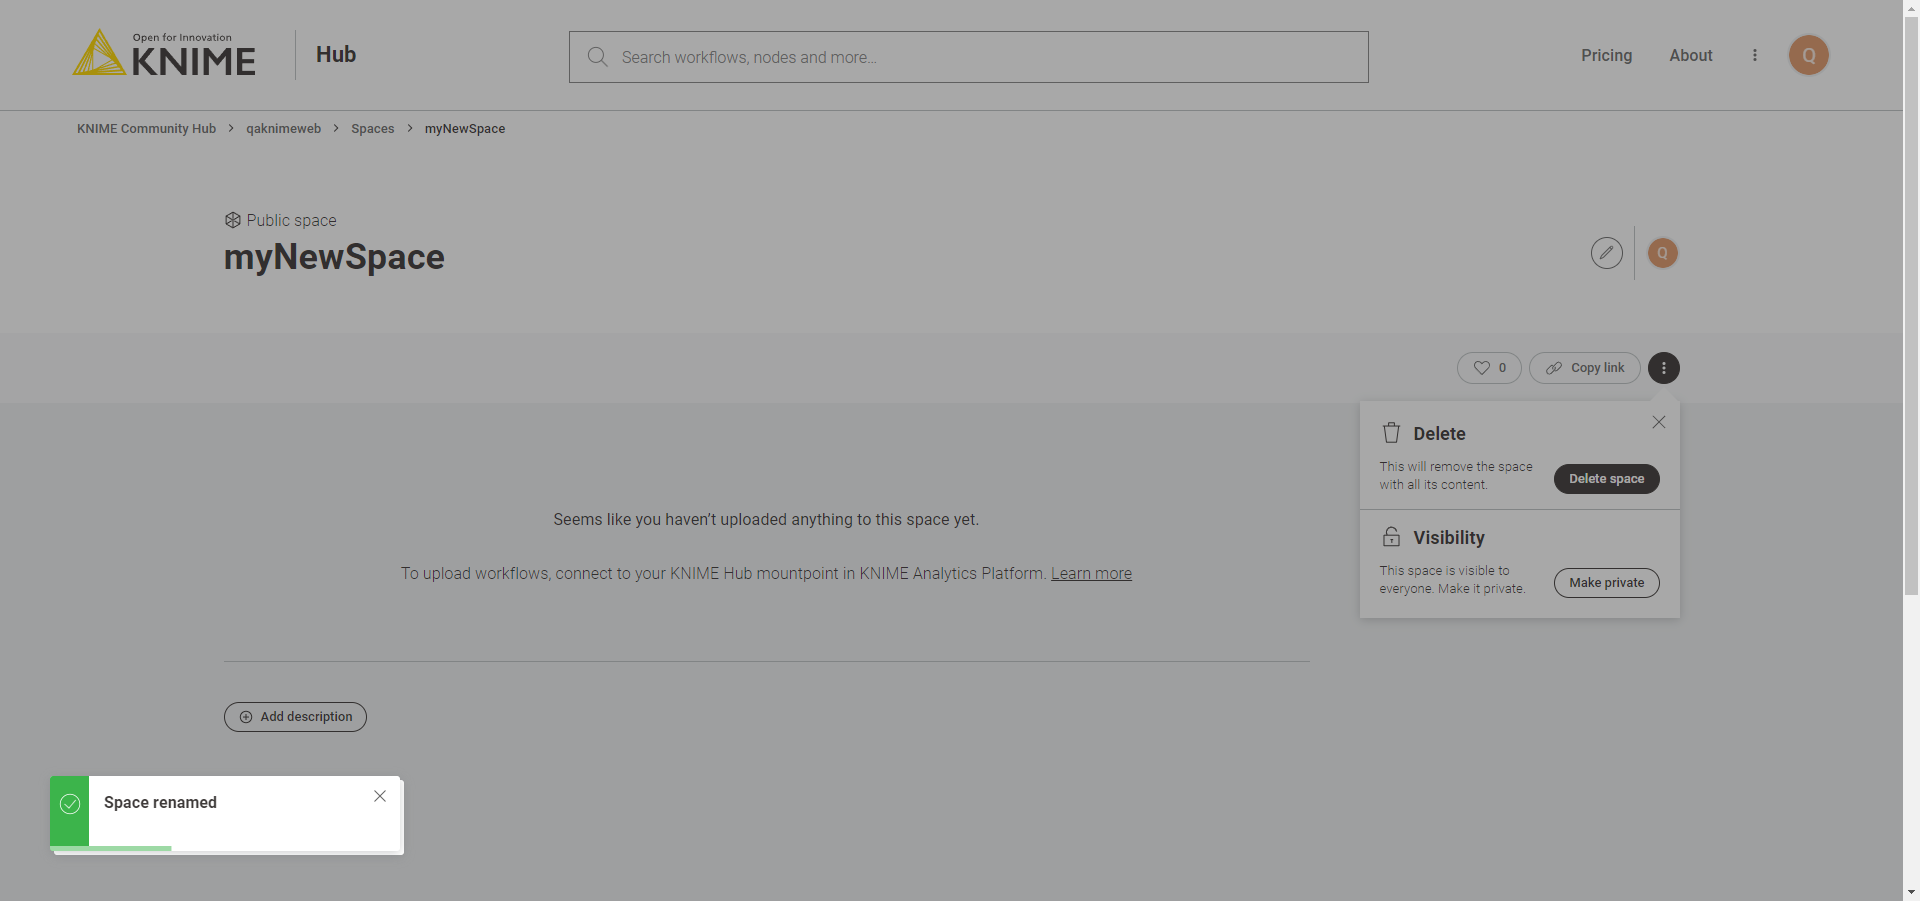 Open for Innovation
KNIME
Hub
Search workflows, nodes and more...
Pricing
About
Q
KNIME Community Hub
qaknimeweb
Spaces
myNewSpace
Public space
myNewSpace
Q
0
Copy link
Delete
This will remove the space
with all its content.
Delete space
Visibility
This space is visible to
everyone. Make it private.
Make private
Seems like you haven’t uploaded anything to this space yet.
To upload workflows, connect to your KNIME Hub mountpoint in KNIME Analytics Platform. Learn more
Add description
Space renamed